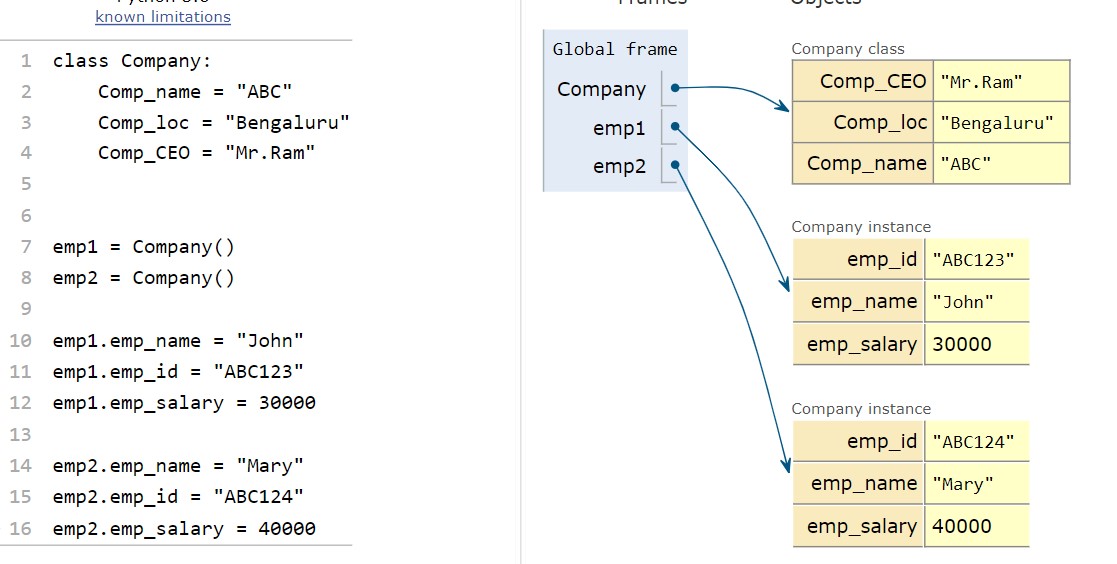 known limitations
1 class Company:
2 Comp_name = "ABC"
3 Comp_loc = "Bengaluru"
4 Comp_CEO = "Mr.Ram"
5
6
7 emp1 = Company()
8 emp2 = Company()
9
10 emp1.emp_name = "John"
11 emp1.emp_id = "ABC123"
12 emp1.emp_salary = 30000
13
14 emp2.emp_name = "Mary"
15 emp2.emp_id = "ABC124"
16 emp2.emp_salary = 40000
Frames Objects
Global frame
Company
emp1
emp2
Company class
Comp_CEO "Mr.Ram"
Comp_loc "Bengaluru"
Comp_name "ABC"
Company instance
emp_id "ABC123"
emp_name "John"
emp_salary 30000
Company instance
emp_id "ABC124"
emp_name "Mary"
emp_salary 40000